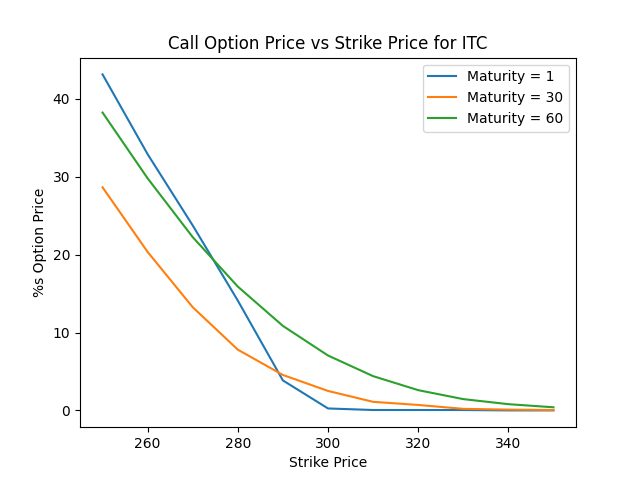 Call Option Price vs Strike Price for ITC
Maturity = 1
Maturity = 30
Maturity = 60
%s Option Price
40
30
20
10
0
260 280 300 320 340
Strike Price